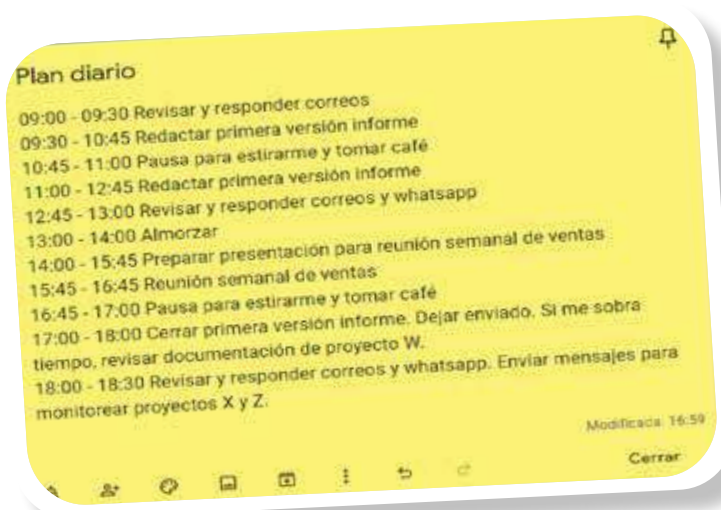 Plan diario
09:00 - 09:30 Revisar y responder correos
09:30 - 10:45 Redactar primera versión informe
10:45 - 11:00 Pausa para estirarme y tomar café
11:00 - 12:45 Redactar primera versión informe
12:45 - 13:00 Revisar y responder correos y whatsapp
13:00 - 14:00 Almorzar
14:00 - 15:45 Preparar presentación para reunión semanal de ventas
15:45 - 16:45 Reunión semanal de ventas
16:45 - 17:00 Pausa para estirarme y tomar café
17:00 - 18:00 Cerrar primera versión informe. Dejar enviado. Si me sobra
tiempo, revisar documentación de proyecto W.
18:00 - 18:30 Revisar y responder correos y whatsapp. Enviar mensajes para
monitorear proyectos X y Z.
Modificada: 16:59
Cerrar